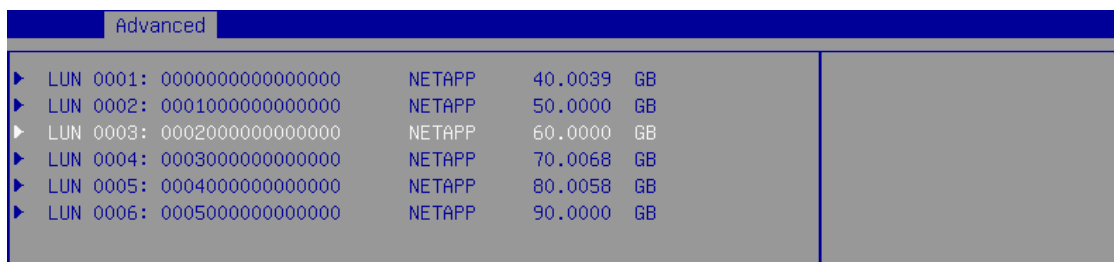 Advanced
LUN 0001: 0000000000000000 NETAPP 40.0039 GB
LUN 0002: 0001000000000000 NETAPP 50.0000 GB
LUN 0003: 0002000000000000 NETAPP 60.0000 GB
LUN 0004: 0003000000000000 NETAPP 70.0068 GB
LUN 0005: 0004000000000000 NETAPP 80.0058 GB
LUN 0006: 0005000000000000 NETAPP 90.0000 GB